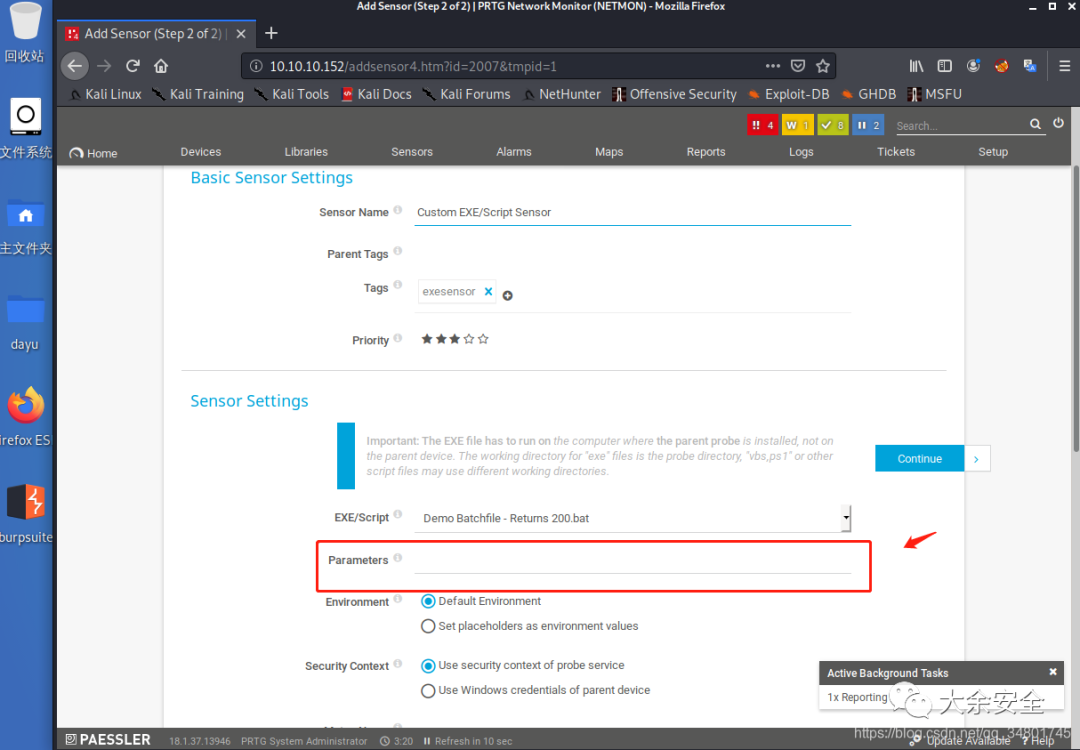 Add Sensor (Step 2 of 2) | PRTG Network Monitor (NETMON) - Mozilla Firefox
Add Sensor (Step 2 of 2) |
10.10.10.152/addsensor4.htm?id=2007&tmpid=1
Kali Linux Kali Training Kali Tools Kali Docs Kali Forums NetHunter Offensive Security Exploit-DB GHDB MSFU
回收站
文件系统
主文件夹
dayu
irefox ES
burpsuite
!! 4 W 1 8 2 Search...
Home Devices Libraries Sensors Alarms Maps Reports Logs Tickets Setup
Basic Sensor Settings
Sensor Name Custom EXE/Script Sensor
Parent Tags
Tags exesensor
Priority
Sensor Settings
Important: The EXE file has to run on the computer where the parent probe is installed, not on
the parent device. The working directory for "exe" files is the probe directory, "vbs,ps1" or other
script files may use different working directories.
Continue
EXE/Script Demo Batchfile - Returns 200.bat
Parameters
Environment Default Environment
Set placeholders as environment values
Security Context Use security context of probe service
Use Windows credentials of parent device
Active Background Tasks
1x Reporting
大余安全
https://blog.csdn.net/qq_34801745
PAESSLER 18.1.37.13946 PRTG System Administrator 3:20 Refresh in 10 sec Update Available ? Help